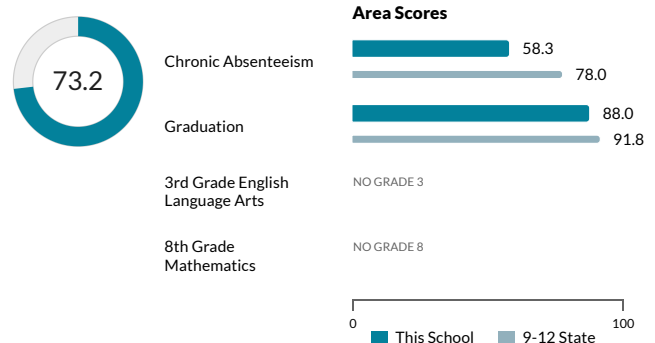 Area Scores
73.2
Chronic Absenteeism
58.3
78.0
Graduation
88.0
91.8
3rd Grade English
Language Arts
NO GRADE 3
8th Grade
Mathematics
NO GRADE 8
0
100
This School
9-12 State